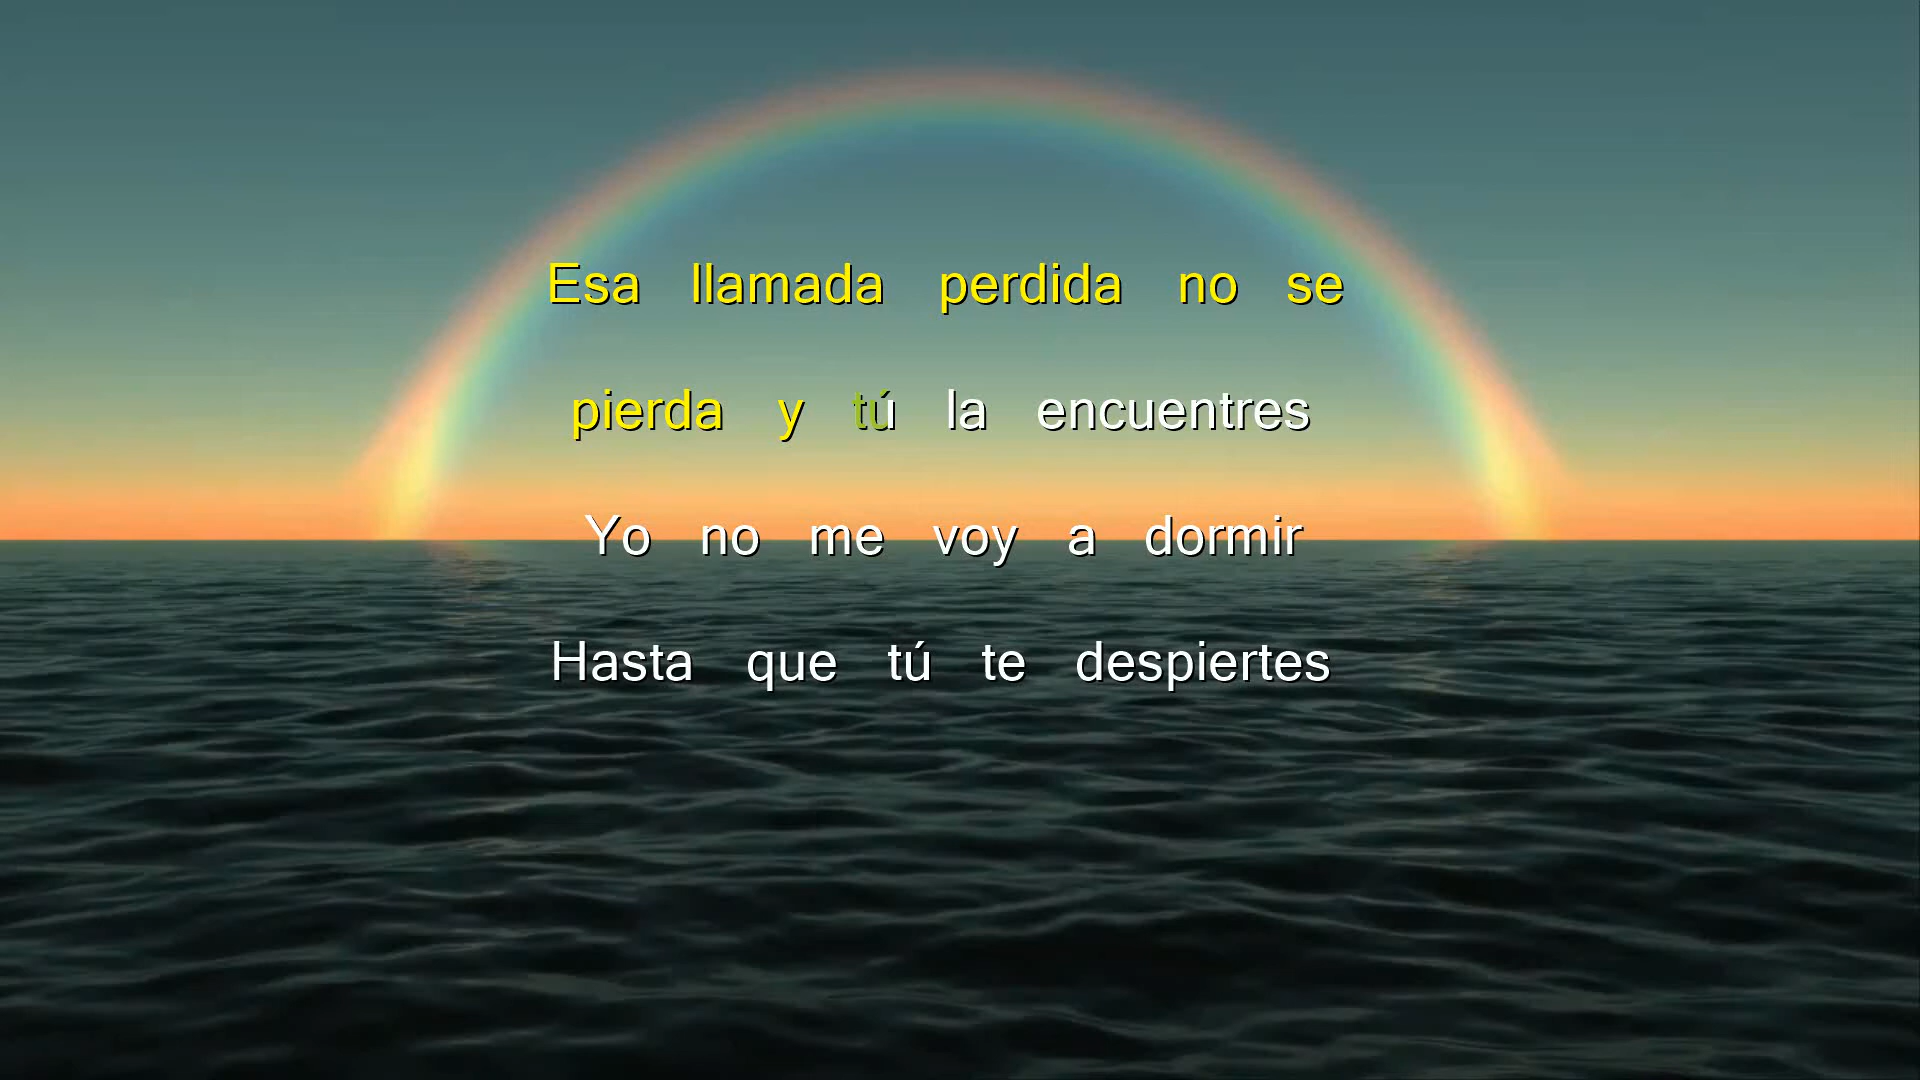 Esa llamada perdida no se
pierda y tú la encuentres
Yo no me voy a dormir
Hasta que tú te despiertes